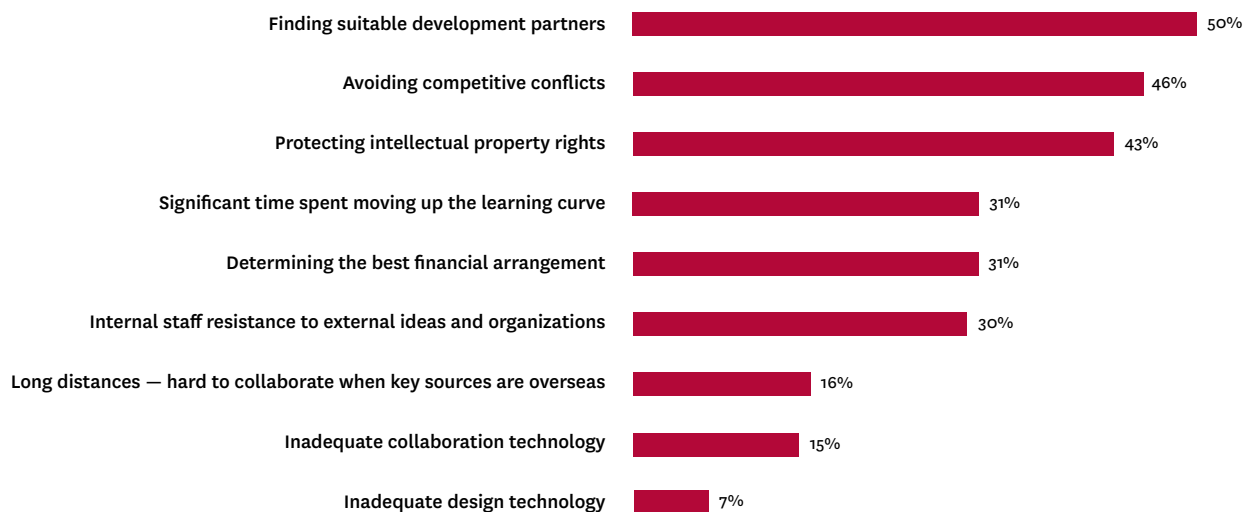 Finding suitable development partners 50%
Avoiding competitive conflicts 46%
Protecting intellectual property rights 43%
Significant time spent moving up the learning curve 31%
Determining the best financial arrangement 31%
Internal staff resistance to external ideas and organizations 30%
Long distances — hard to collaborate when key sources are overseas 16%
Inadequate collaboration technology 15%
Inadequate design technology 7%